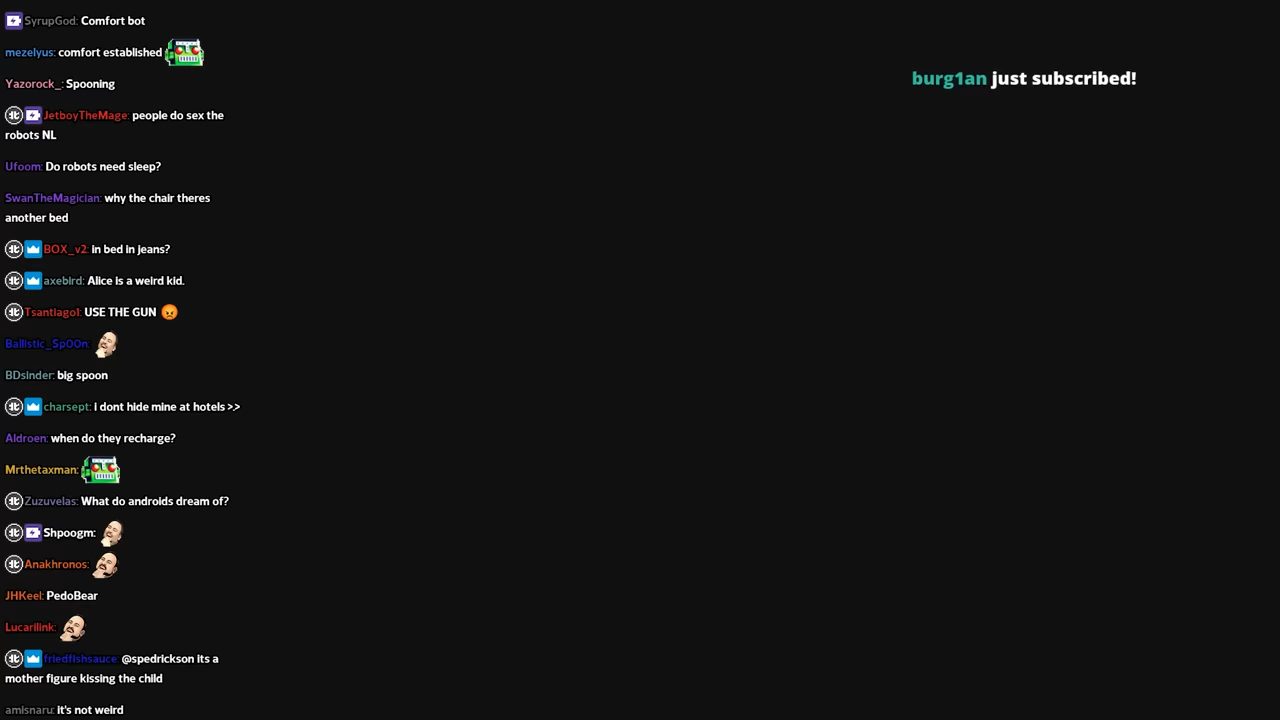 SyrupGod: Comfort bot
burg1an just subscribed!
mezelyus: comfort established
Yazorock_: Spooning
JetboyTheMage: people do sex the
robots NL
Ufoom: Do robots need sleep?
SwanTheMagician: why the chair theres
another bed
BOX_v2: in bed in jeans?
axebird: Alice is a weird kid.
Tsantiago1: USE THE GUN 😡
Ballistic_Sp00n:
BDsinder: big spoon
charsept: I dont hide mine at hotels >.>
Aldroen: when do they recharge?
Mrthetaxman:
Zuzuvelas: What do androids dream of?
Shpoogm:
Anakhronos:
JHKeel: PedoBear
Lucarilink:
friedfishsauce: @spedrickson its a
mother figure kissing the child
amisnaru: it's not weird